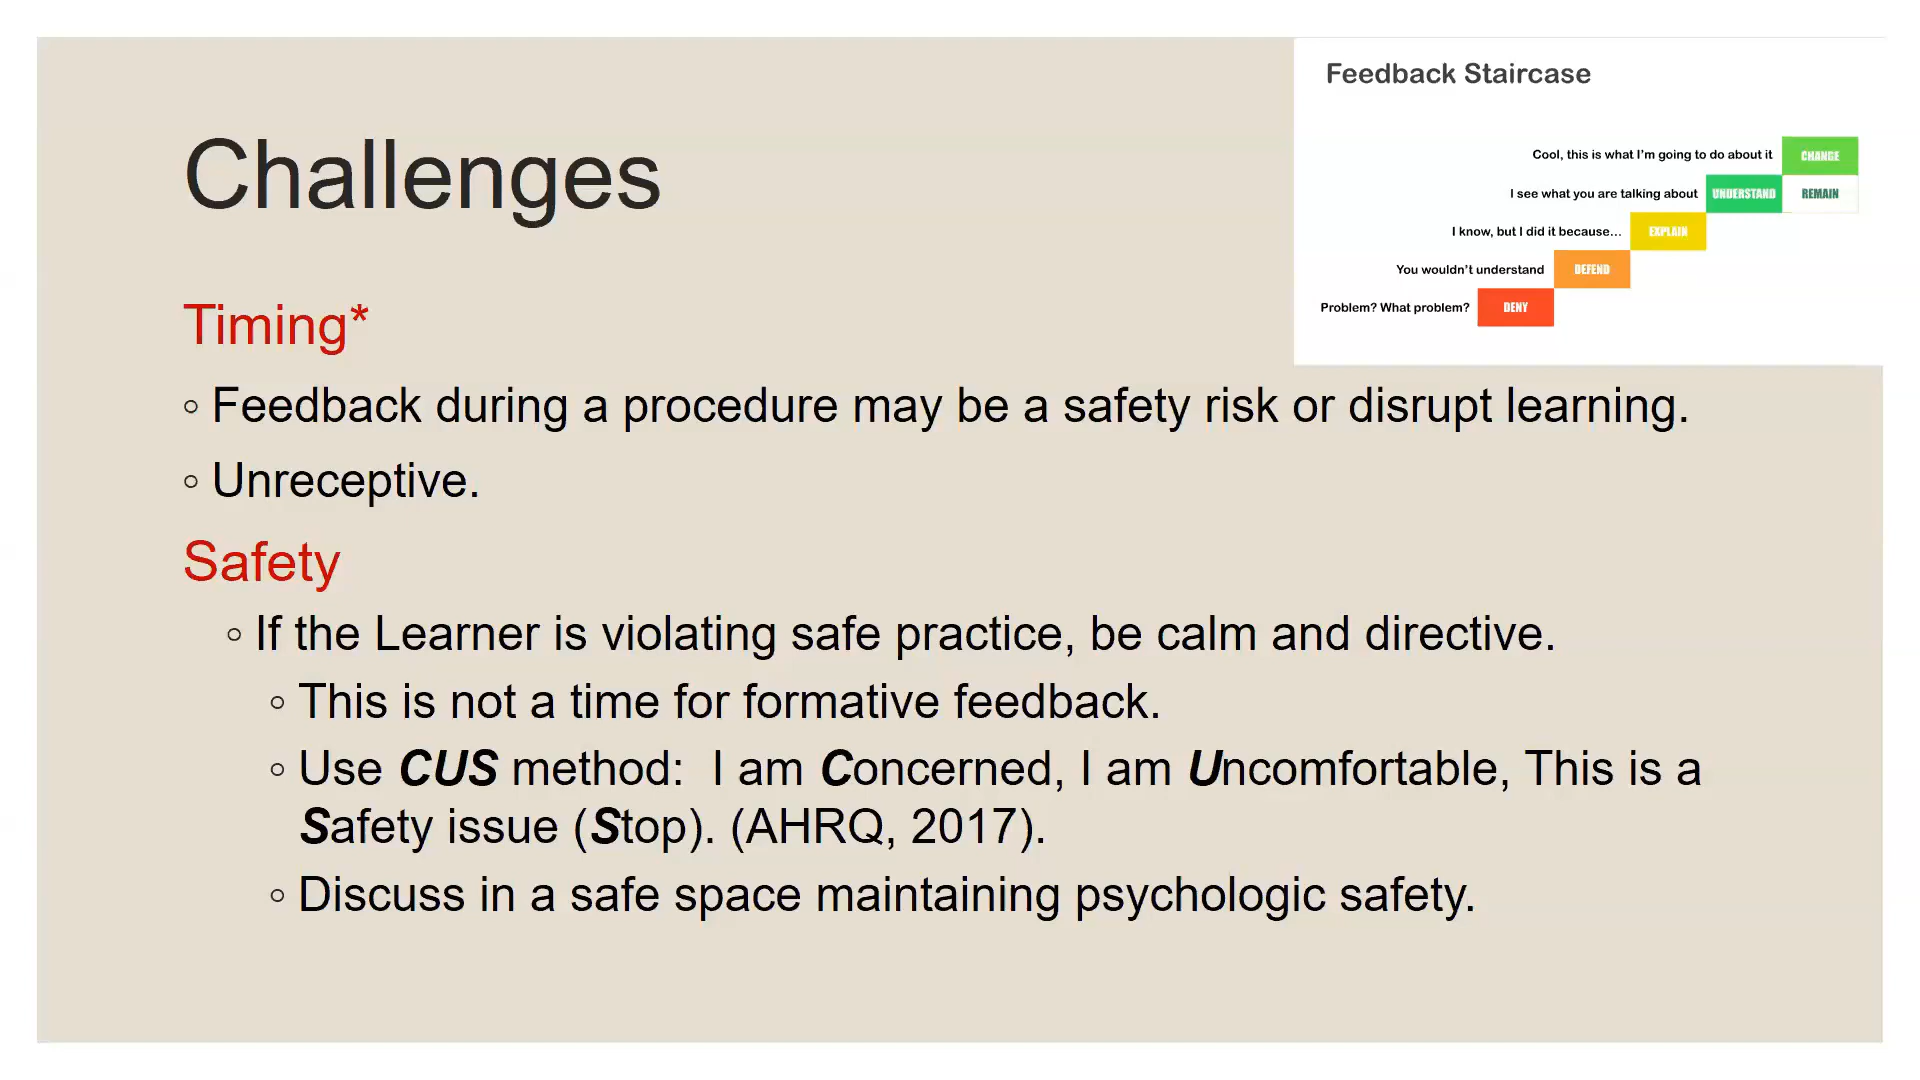 Feedback Staircase
Cool, this is what I'm going to do about it CHANGE
I see what you are talking about UNDERSTAND REMAIN
I know, but I did it because... EXPLAIN
You wouldn't understand DEFEND
Problem? What problem? DENY
Challenges
Timing*
◦ Feedback during a procedure may be a safety risk or disrupt learning.
◦ Unreceptive.
Safety
◦ If the Learner is violating safe practice, be calm and directive.
◦ This is not a time for formative feedback.
◦ Use CUS method:  I am Concerned, I am Uncomfortable, This is a
Safety issue (Stop). (AHRQ, 2017).
◦ Discuss in a safe space maintaining psychologic safety.